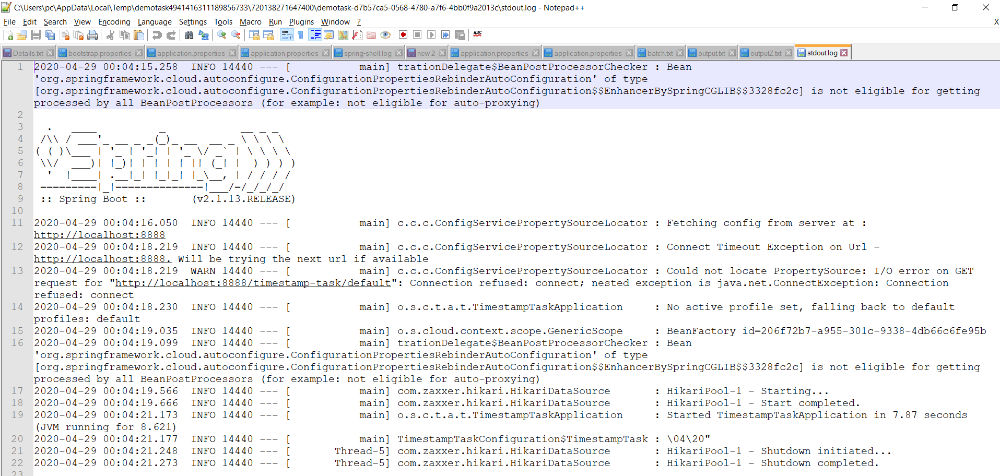 C:\Users\pc\AppData\Local\Temp\demotask4941416311189856733\720138271647400\demotask-d7b57ca5-0568-4780-a7f6-4bb0f9a2013c\stdout.log - Notepad++
File Edit Search View Encoding Language Settings Tools Macro Run Plugins Window ? X
Details.txt bootstrap.properties application.properties application.properties spring-shell.log new 2 application.properties application.properties batch.txt output.txt outputZ.txt stdout.log
1 2020-04-29 00:04:15.258  INFO 14440 --- [           main] trationDelegate$BeanPostProcessorChecker : Bean
'org.springframework.cloud.autoconfigure.ConfigurationPropertiesRebinderAutoConfiguration' of type
[org.springframework.cloud.autoconfigure.ConfigurationPropertiesRebinderAutoConfiguration$$EnhancerBySpringCGLIB$$3328fc2c] is not eligible for getting
processed by all BeanPostProcessors (for example: not eligible for auto-proxying)
2
3   .   ____          _            __ _ _
4  /\\ / ___'_ __ _ _(_)_ __  __ _ \ \ \ \
5 ( ( )\___ | '_ | '_| | '_ \/ _` | \ \ \ \
6  \\/  ___)| |_)| | | | | || (_| |  ) ) ) )
7   '  |____| .__|_| |_|_| |_\__, | / / / /
8  =========|_|==============|___/=/_/_/_/
9  :: Spring Boot ::       (v2.1.13.RELEASE)
10
11 2020-04-29 00:04:16.050  INFO 14440 --- [           main] c.c.c.ConfigServicePropertySourceLocator : Fetching config from server at :
http://localhost:8888
12 2020-04-29 00:04:18.219  INFO 14440 --- [           main] c.c.c.ConfigServicePropertySourceLocator : Connect Timeout Exception on Url -
http://localhost:8888. Will be trying the next url if available
13 2020-04-29 00:04:18.219  WARN 14440 --- [           main] c.c.c.ConfigServicePropertySourceLocator : Could not locate PropertySource: I/O error on GET
request for "http://localhost:8888/timestamp-task/default": Connection refused: connect; nested exception is java.net.ConnectException: Connection
refused: connect
14 2020-04-29 00:04:18.230  INFO 14440 --- [           main] o.s.c.t.a.t.TimestampTaskApplication     : No active profile set, falling back to default
profiles: default
15 2020-04-29 00:04:19.035  INFO 14440 --- [           main] o.s.cloud.context.scope.GenericScope     : BeanFactory id=206f72b7-a955-301c-9338-4db66c6fe95b
16 2020-04-29 00:04:19.099  INFO 14440 --- [           main] trationDelegate$BeanPostProcessorChecker : Bean
'org.springframework.cloud.autoconfigure.ConfigurationPropertiesRebinderAutoConfiguration' of type
[org.springframework.cloud.autoconfigure.ConfigurationPropertiesRebinderAutoConfiguration$$EnhancerBySpringCGLIB$$3328fc2c] is not eligible for getting
processed by all BeanPostProcessors (for example: not eligible for auto-proxying)
17 2020-04-29 00:04:19.566  INFO 14440 --- [           main] com.zaxxer.hikari.HikariDataSource       : HikariPool-1 - Starting...
18 2020-04-29 00:04:19.666  INFO 14440 --- [           main] com.zaxxer.hikari.HikariDataSource       : HikariPool-1 - Start completed.
19 2020-04-29 00:04:21.173  INFO 14440 --- [           main] o.s.c.t.a.t.TimestampTaskApplication     : Started TimestampTaskApplication in 7.87 seconds
(JVM running for 8.621)
20 2020-04-29 00:04:21.177  INFO 14440 --- [           main] TimestampTaskConfiguration$TimestampTask : \04\20"
21 2020-04-29 00:04:21.248  INFO 14440 --- [       Thread-5] com.zaxxer.hikari.HikariDataSource       : HikariPool-1 - Shutdown initiated...
22 2020-04-29 00:04:21.273  INFO 14440 --- [       Thread-5] com.zaxxer.hikari.HikariDataSource       : HikariPool-1 - Shutdown completed.
23